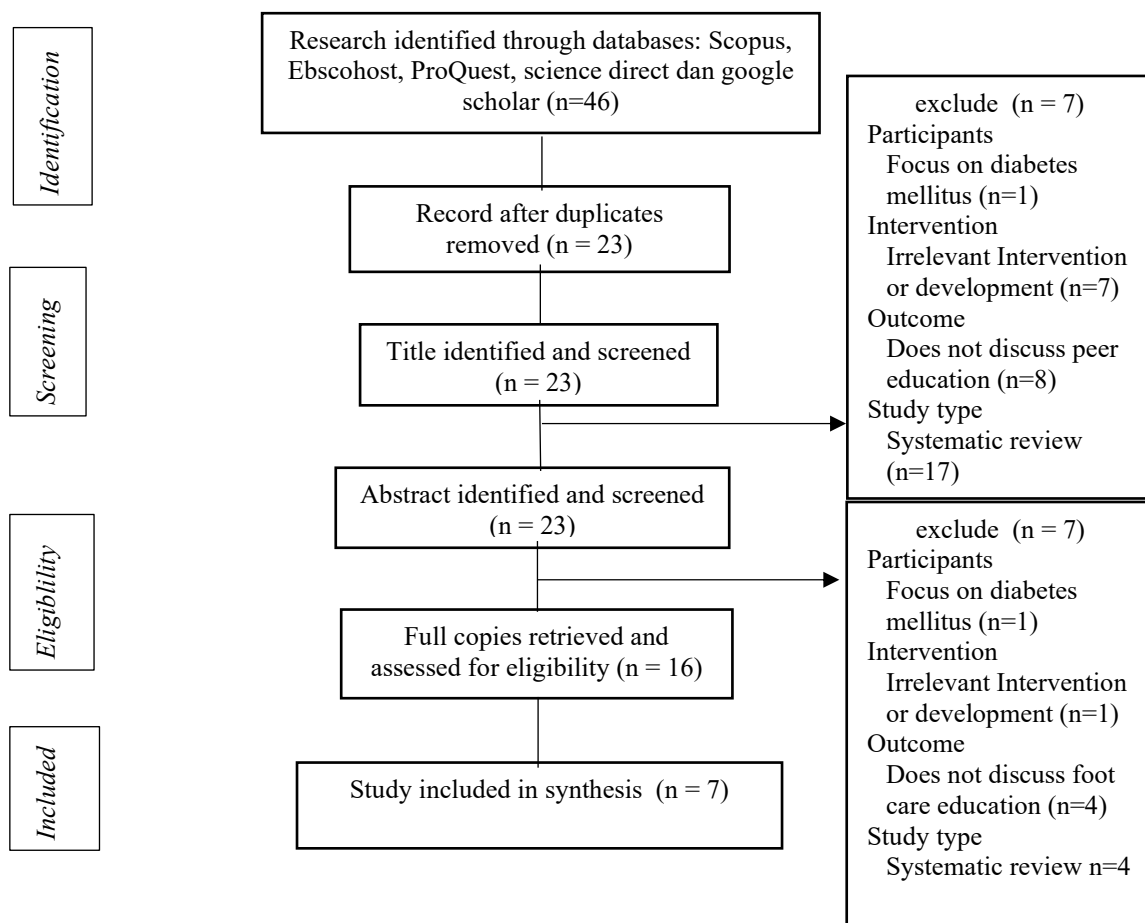 Identification
Research identified through databases: Scopus,
Ebscohost, ProQuest, science direct dan google
scholar (n=46)
Record after duplicates
removed (n = 23)
Screening
Title identified and screened
(n = 23)
exclude (n = 7)
Participants
Focus on diabetes
mellitus (n=1)
Intervention
Irrelevant Intervention
or development (n=7)
Outcome
Does not discuss peer
education (n=8)
Study type
Systematic review
(n=17)
Abstract identified and screened
(n = 23)
Eligiblility
Full copies retrieved and
assessed for eligibility (n = 16)
exclude (n = 7)
Participants
Focus on diabetes
mellitus (n=1)
Intervention
Irrelevant Intervention
or development (n=1)
Outcome
Does not discuss foot
care education (n=4)
Study type
Systematic review n=4
Included
Study included in synthesis (n = 7)